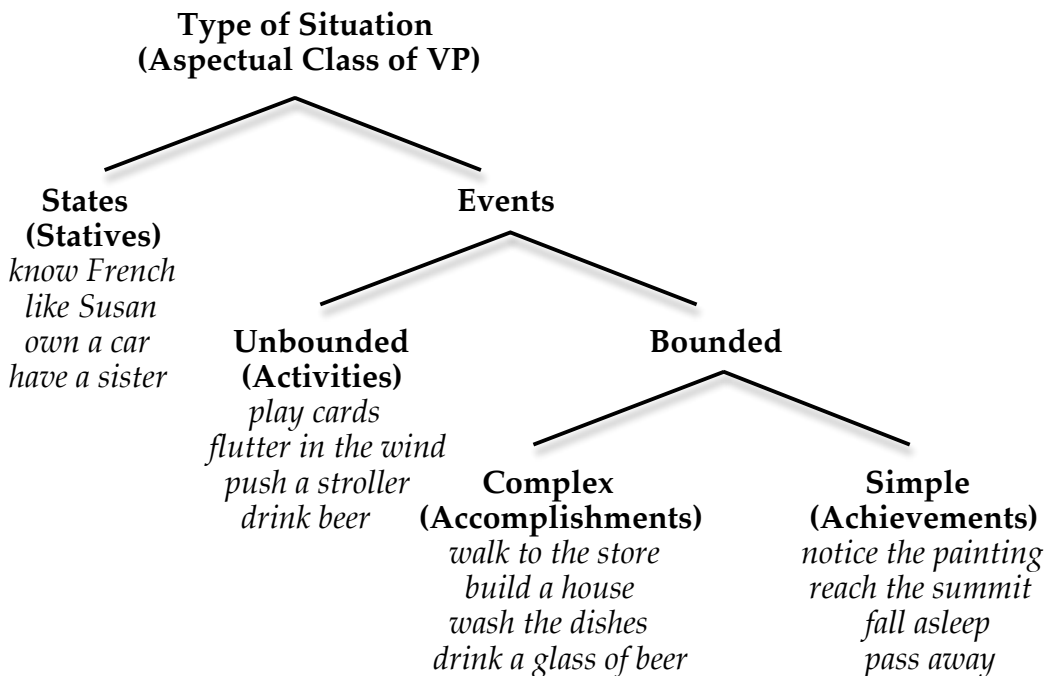 Type of Situation
(Aspectual Class of VP)
States
(Statives)
know French
like Susan
own a car
have a sister
Events
Unbounded
(Activities)
play cards
flutter in the wind
push a stroller
drink beer
Bounded
Complex
(Accomplishments)
walk to the store
build a house
wash the dishes
drink a glass of beer
Simple
(Achievements)
notice the painting
reach the summit
fall asleep
pass away